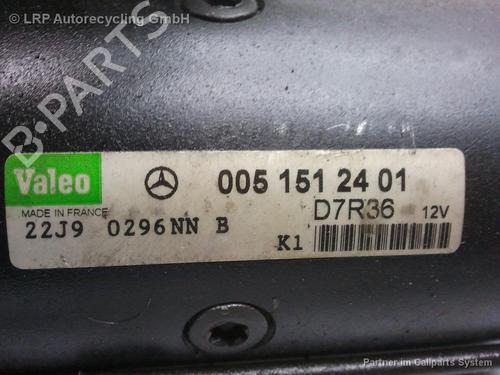 © LRP Autorecycling GmbH
B-PARTS
Valeo
005 151 24 01
MADE IN FRANCE
D7R36 12V
22J9 0296NN B
K1
Partner im Callparts System